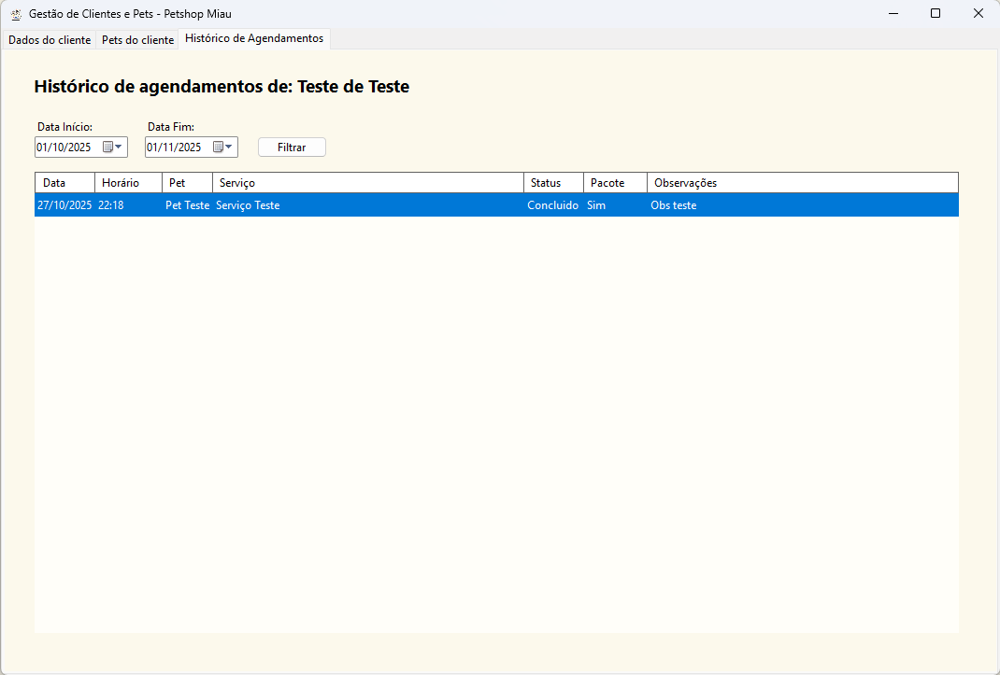 Gestão de Clientes e Pets - Petshop Miau
Dados do cliente Pets do cliente Histórico de Agendamentos
Histórico de agendamentos de: Teste de Teste
Data Início: Data Fim:
01/10/2025 01/11/2025 Filtrar
Data Horário Pet Serviço Status Pacote Observações
27/10/2025 22:18 Pet Teste Serviço Teste Concluido Sim Obs teste